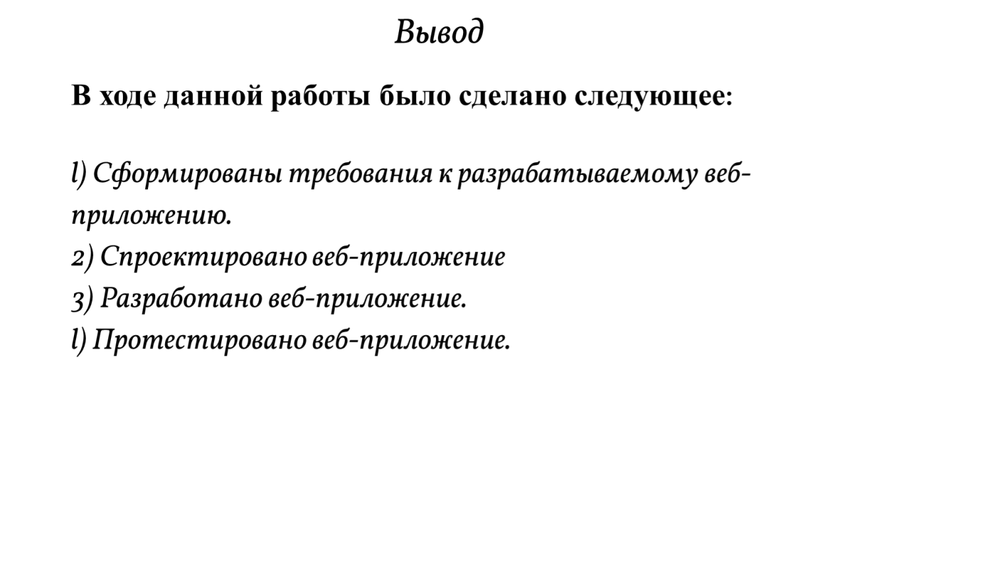 Вывод
В ходе данной работы было сделано следующее:
1) Сформированы требования к разрабатываемому веб-
приложению.
2) Спроектировано веб-приложение
3) Разработано веб-приложение.
1) Протестировано веб-приложение.